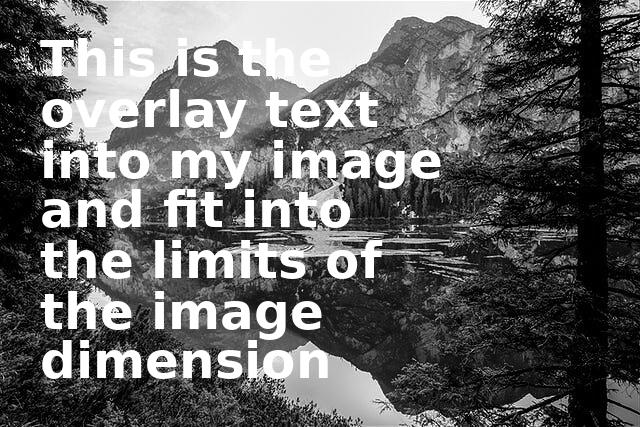 This is the
overlay text
into my image
and fit into
the limits of
the image
dimension